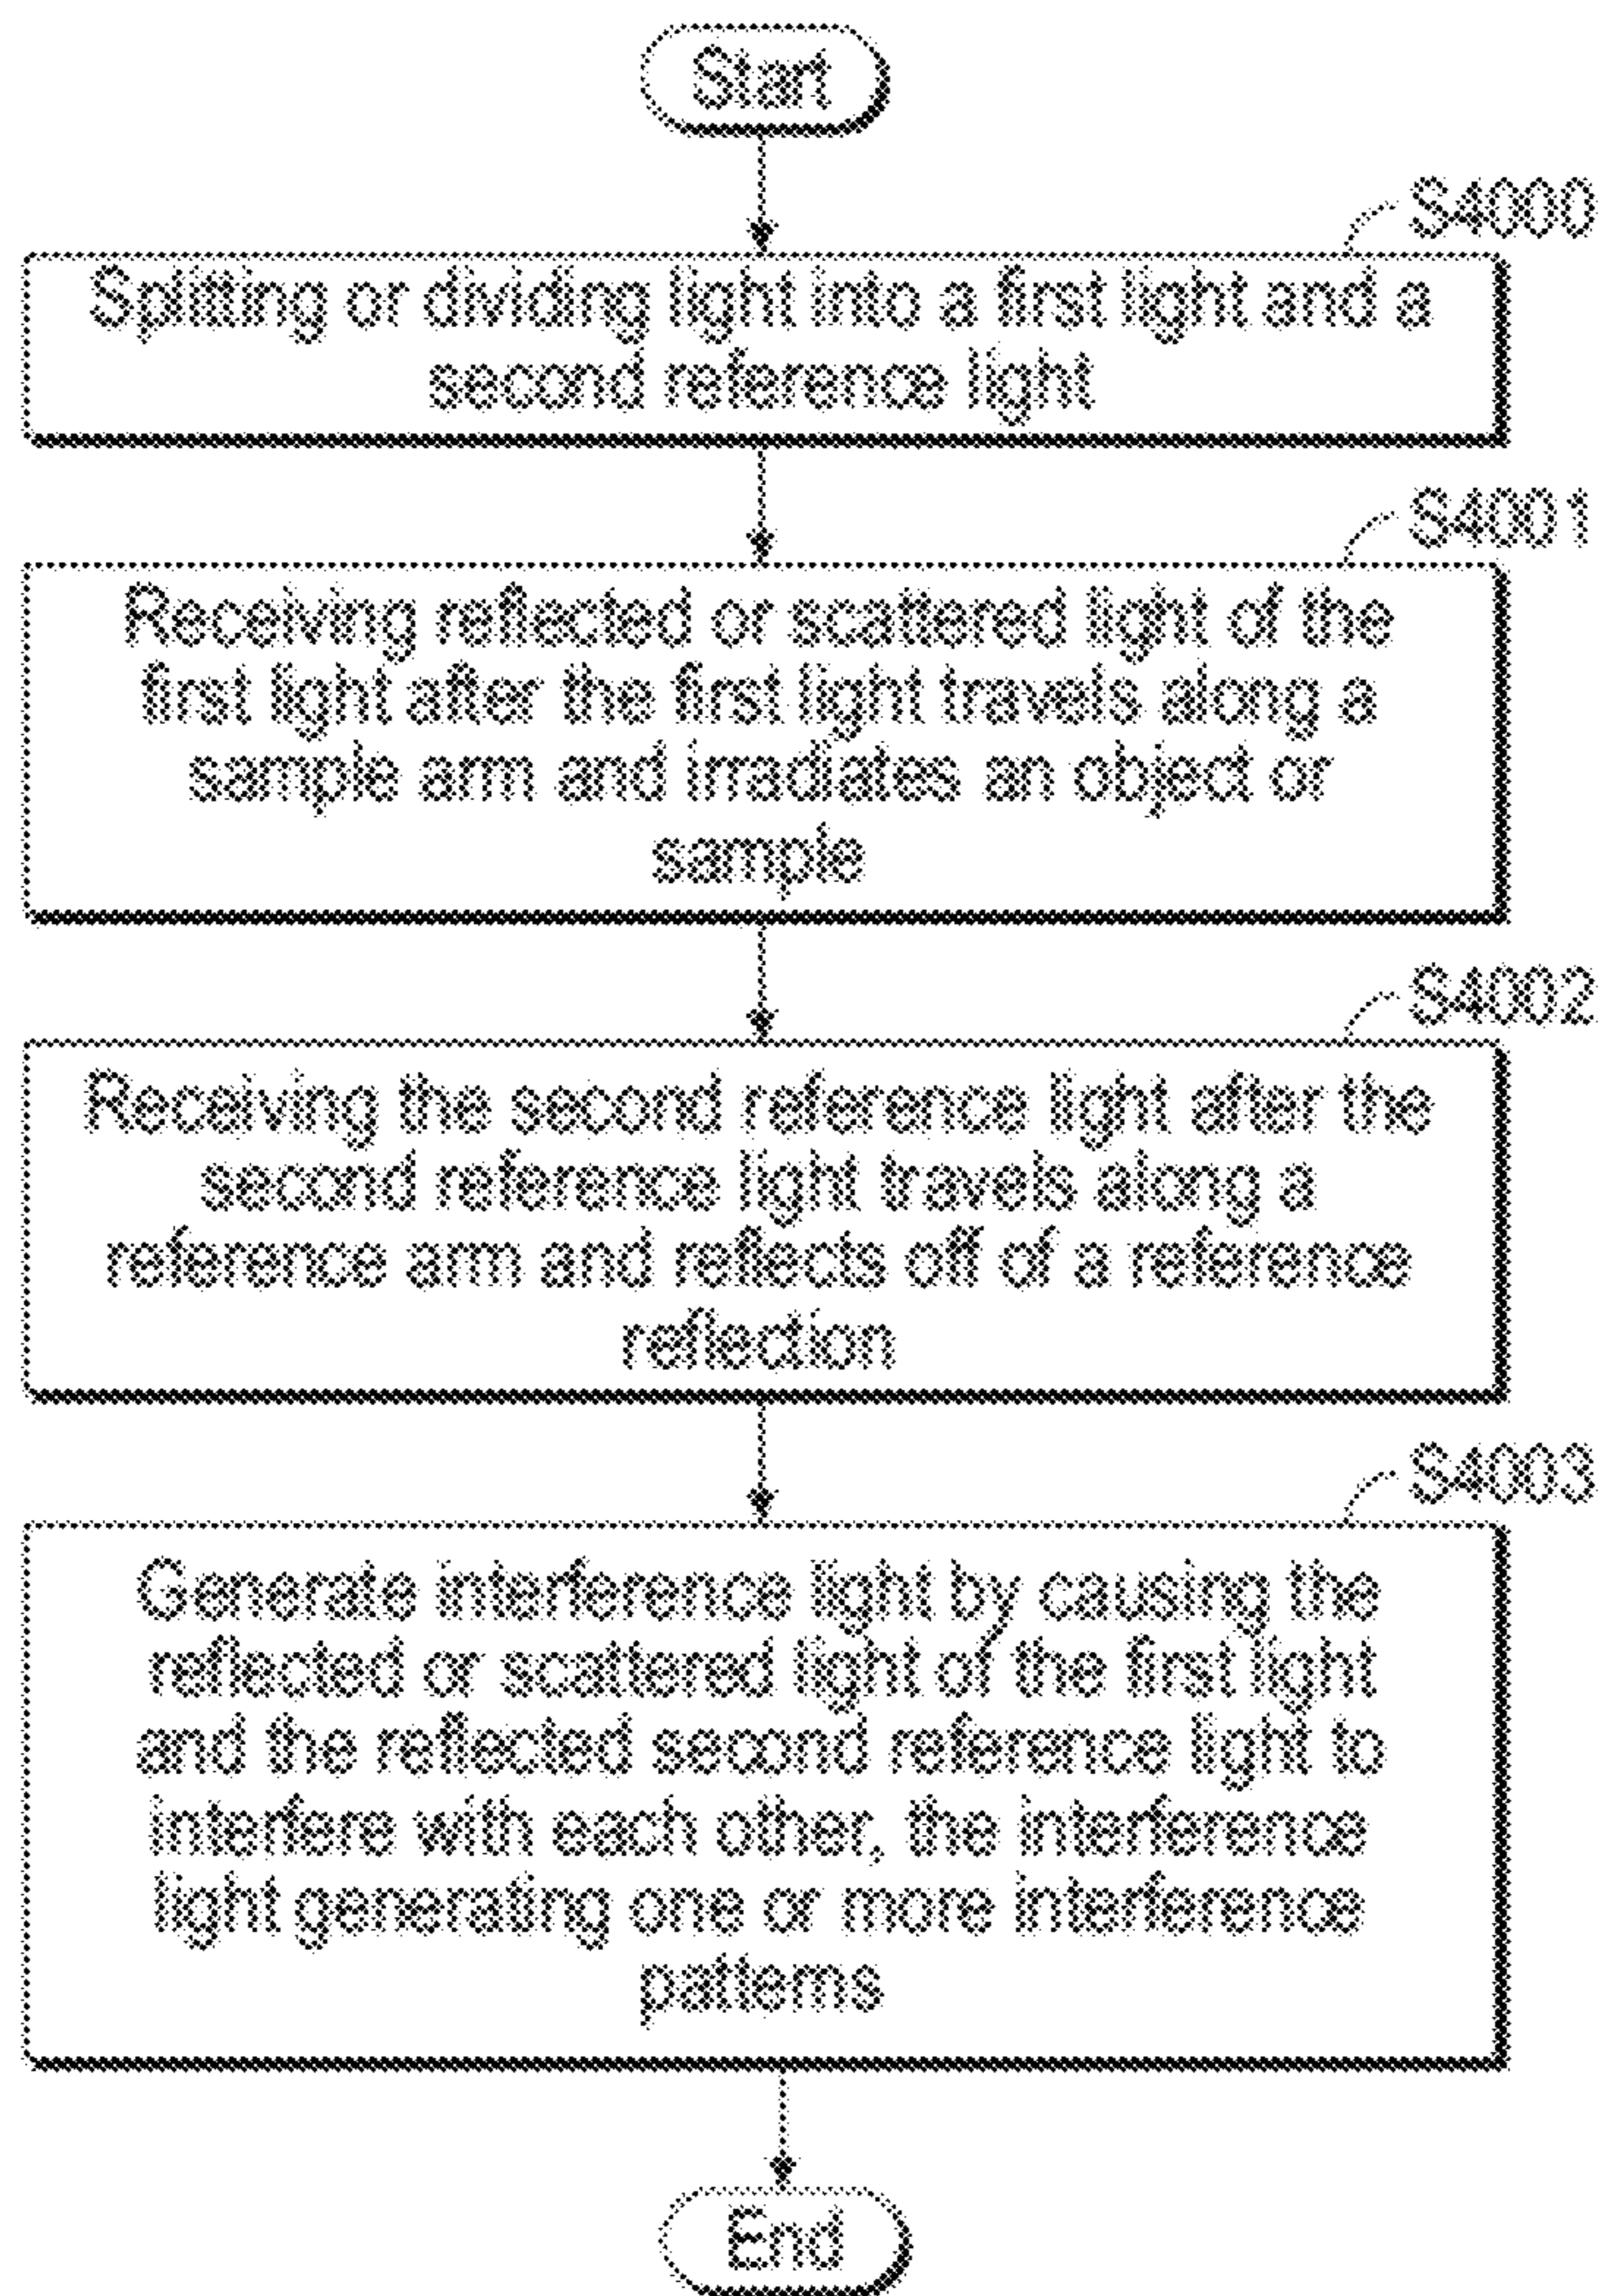 Start
S4000
Splitting or dividing light into a first light and a
second reference light
S4001
Receiving reflected or scattered light of the
first light after the first light travels along a
sample arm and irradiates an object or
sample
S4002
Receiving the second reference light after the
second reference light travels along a
reference arm and reflects off of a reference
reflection
S4003
Generate interference light by causing the
reflected or scattered light of the first light
and the reflected second reference light to
interfere with each other, the interference
light generating one or more interference
patterns
End